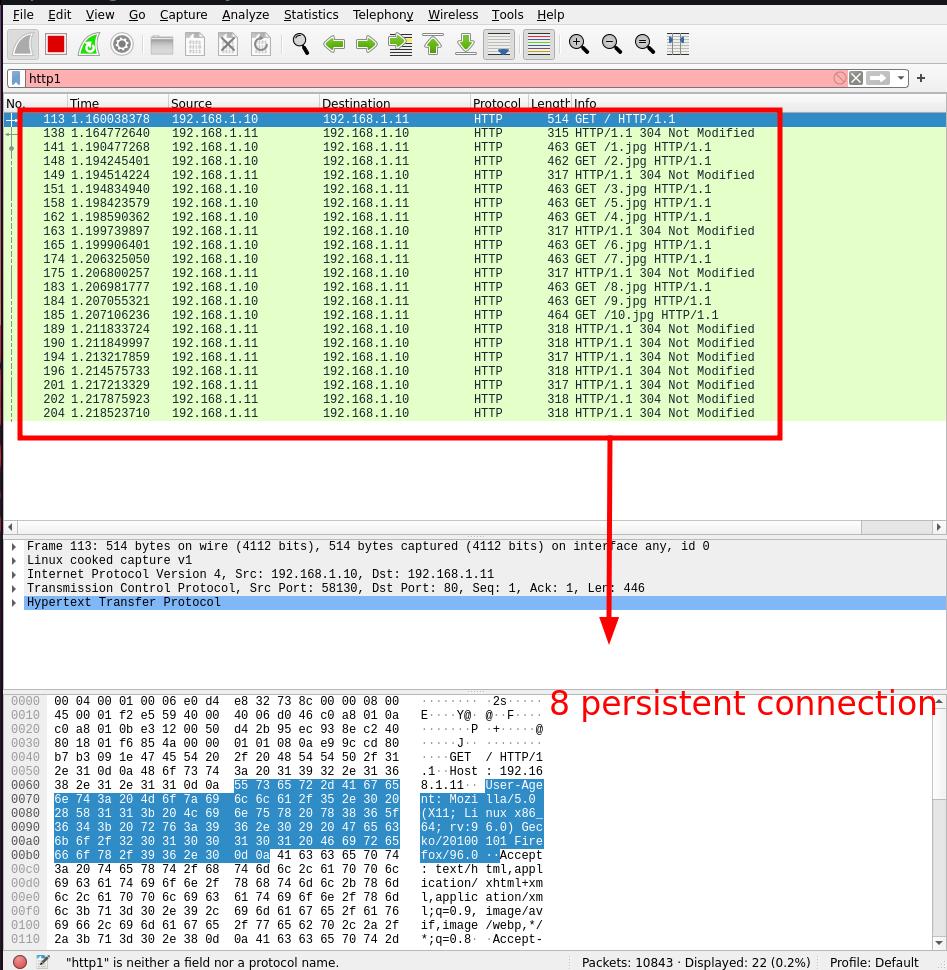 File Edit View Go Capture Analyze Statistics Telephony Wireless Tools Help
http1
No. Time Source Destination Protocol Length Info
113 1.160038378 192.168.1.10 192.168.1.11 HTTP 514 GET / HTTP/1.1
138 1.164772640 192.168.1.11 192.168.1.10 HTTP 315 HTTP/1.1 304 Not Modified
141 1.190477268 192.168.1.10 192.168.1.11 HTTP 463 GET /1.jpg HTTP/1.1
148 1.194245401 192.168.1.10 192.168.1.11 HTTP 462 GET /2.jpg HTTP/1.1
149 1.194514224 192.168.1.11 192.168.1.10 HTTP 317 HTTP/1.1 304 Not Modified
151 1.194834940 192.168.1.10 192.168.1.11 HTTP 463 GET /3.jpg HTTP/1.1
158 1.198423579 192.168.1.10 192.168.1.11 HTTP 463 GET /5.jpg HTTP/1.1
162 1.198590362 192.168.1.10 192.168.1.11 HTTP 463 GET /4.jpg HTTP/1.1
163 1.199739897 192.168.1.11 192.168.1.10 HTTP 317 HTTP/1.1 304 Not Modified
165 1.199906401 192.168.1.10 192.168.1.11 HTTP 463 GET /6.jpg HTTP/1.1
174 1.206325050 192.168.1.10 192.168.1.11 HTTP 463 GET /7.jpg HTTP/1.1
175 1.206800257 192.168.1.11 192.168.1.10 HTTP 317 HTTP/1.1 304 Not Modified
183 1.206981777 192.168.1.10 192.168.1.11 HTTP 463 GET /8.jpg HTTP/1.1
184 1.207055321 192.168.1.10 192.168.1.11 HTTP 463 GET /9.jpg HTTP/1.1
185 1.207106236 192.168.1.10 192.168.1.11 HTTP 464 GET /10.jpg HTTP/1.1
189 1.211833724 192.168.1.11 192.168.1.10 HTTP 318 HTTP/1.1 304 Not Modified
190 1.211849997 192.168.1.11 192.168.1.10 HTTP 318 HTTP/1.1 304 Not Modified
194 1.213217859 192.168.1.11 192.168.1.10 HTTP 317 HTTP/1.1 304 Not Modified
196 1.214575733 192.168.1.11 192.168.1.10 HTTP 318 HTTP/1.1 304 Not Modified
201 1.217213329 192.168.1.11 192.168.1.10 HTTP 317 HTTP/1.1 304 Not Modified
202 1.217875923 192.168.1.11 192.168.1.10 HTTP 318 HTTP/1.1 304 Not Modified
204 1.218523710 192.168.1.11 192.168.1.10 HTTP 318 HTTP/1.1 304 Not Modified
Frame 113: 514 bytes on wire (4112 bits), 514 bytes captured (4112 bits) on interface any, id 0
Linux cooked capture v1
Internet Protocol Version 4, Src: 192.168.1.10, Dst: 192.168.1.11
Transmission Control Protocol, Src Port: 58130, Dst Port: 80, Seq: 1, Ack: 1, Len: 446
Hypertext Transfer Protocol
8 persistent connection
0000 00 04 00 01 00 06 e0 d4 e8 32 73 8c 00 00 08 00 ········ ·2s·····
0010 45 00 01 f2 e5 59 40 00 40 06 d0 46 c0 a8 01 0a E····Y@· @··F····
0020 c0 a8 01 0b e3 12 00 50 d4 2b 95 ec 93 8e c2 40 ·······P ·+·····@
0030 80 18 01 f6 85 4a 00 00 01 01 08 0a e9 9c cd 80 ·····J·· ········
0040 b7 b3 09 1e 47 45 54 20 2f 20 48 54 54 50 2f 31 ····GET / HTTP/1
0050 2e 31 0d 0a 48 6f 73 74 3a 20 31 39 32 2e 31 36 .1··Host : 192.16
0060 38 2e 31 2e 31 31 0d 0a 55 73 65 72 2d 41 67 65 8.1.11·· User-Age
0070 6e 74 3a 20 4d 6f 7a 69 6c 6c 61 2f 35 2e 30 20 nt: Mozi lla/5.0
0080 28 58 31 31 3b 20 4c 69 6e 75 78 20 78 38 36 5f (X11; Li nux x86_
0090 36 34 3b 20 72 76 3a 39 36 2e 30 29 20 47 65 63 64; rv:9 6.0) Gec
00a0 6b 6f 2f 32 30 31 30 30 31 30 31 20 46 69 72 65 ko/20100 101 Fire
00b0 66 6f 78 2f 39 36 2e 30 0d 0a 41 63 63 65 70 74 fox/96.0 ··Accept
00c0 3a 20 74 65 78 74 2f 68 74 6d 6c 2c 61 70 70 6c : text/h tml,appl
00d0 69 63 61 74 69 6f 6e 2f 78 68 74 6d 6c 2b 78 6d ication/ xhtml+xm
00e0 6c 2c 61 70 70 6c 69 63 61 74 69 6f 6e 2f 78 6d l,applic ation/xm
00f0 6c 3b 71 3d 30 2e 39 2c 69 6d 61 67 65 2f 61 76 l;q=0.9, image/av
0100 69 66 2c 69 6d 61 67 65 2f 77 65 62 70 2c 2a 2f if,image /webp,*/
0110 2a 3b 71 3d 30 2e 38 0d 0a 41 63 63 65 70 74 2d *;q=0.8· ·Accept-
"http1" is neither a field nor a protocol name. Packets: 10843 · Displayed: 22 (0.2%) Profile: Default